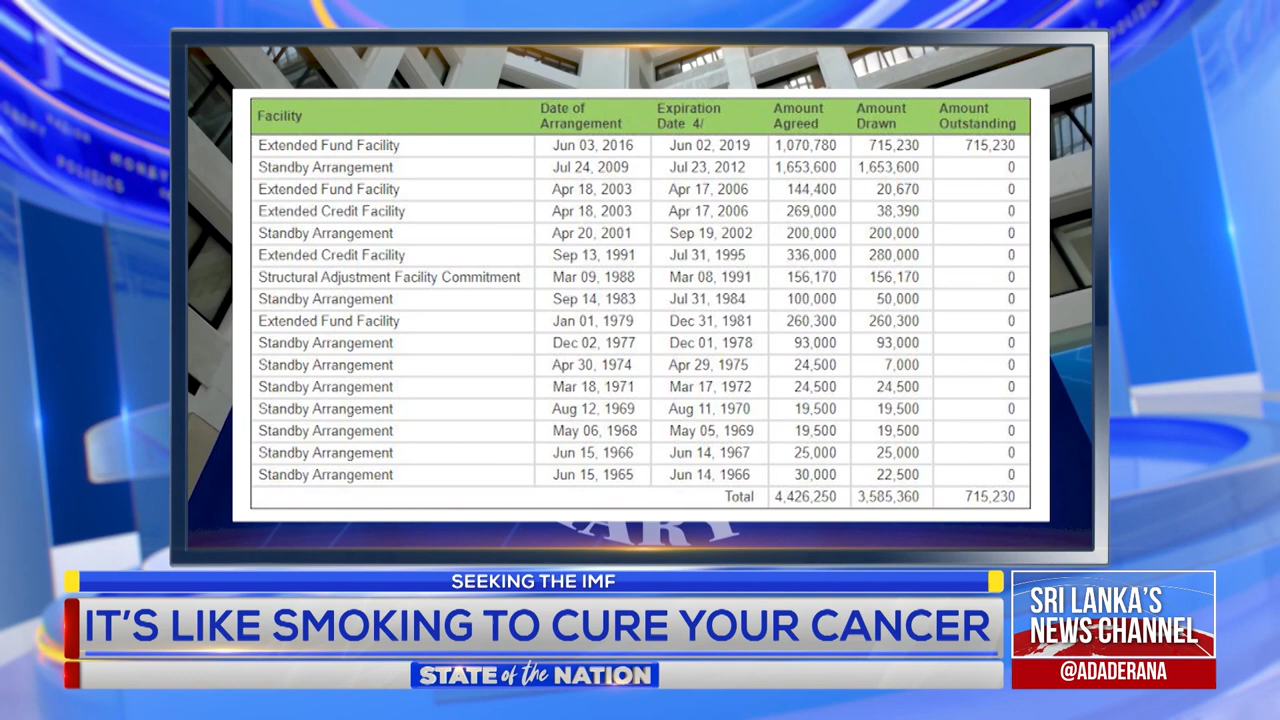 Facility Date of Arrangement Expiration Date 4/ Amount Agreed Amount Drawn Amount Outstanding
Extended Fund Facility Jun 03, 2016 Jun 02, 2019 1,070,780 715,230 715,230
Standby Arrangement Jul 24, 2009 Jul 23, 2012 1,653,600 1,653,600 0
Extended Fund Facility Apr 18, 2003 Apr 17, 2006 144,400 20,670 0
Extended Credit Facility Apr 18, 2003 Apr 17, 2006 269,000 38,390 0
Standby Arrangement Apr 20, 2001 Sep 19, 2002 200,000 200,000 0
Extended Credit Facility Sep 13, 1991 Jul 31, 1995 336,000 280,000 0
Structural Adjustment Facility Commitment Mar 09, 1988 Mar 08, 1991 156,170 156,170 0
Standby Arrangement Sep 14, 1983 Jul 31, 1984 100,000 50,000 0
Extended Fund Facility Jan 01, 1979 Dec 31, 1981 260,300 260,300 0
Standby Arrangement Dec 02, 1977 Dec 01, 1978 93,000 93,000 0
Standby Arrangement Apr 30, 1974 Apr 29, 1975 24,500 7,000 0
Standby Arrangement Mar 18, 1971 Mar 17, 1972 24,500 24,500 0
Standby Arrangement Aug 12, 1969 Aug 11, 1970 19,500 19,500 0
Standby Arrangement May 06, 1968 May 05, 1969 19,500 19,500 0
Standby Arrangement Jun 15, 1966 Jun 14, 1967 25,000 25,000 0
Standby Arrangement Jun 15, 1965 Jun 14, 1966 30,000 22,500 0
Total 4,426,250 3,585,360 715,230
SEEKING THE IMF
IT'S LIKE SMOKING TO CURE YOUR CANCER
STATE of the NATION
SRI LANKA'S
NEWS CHANNEL
@ADADERANA